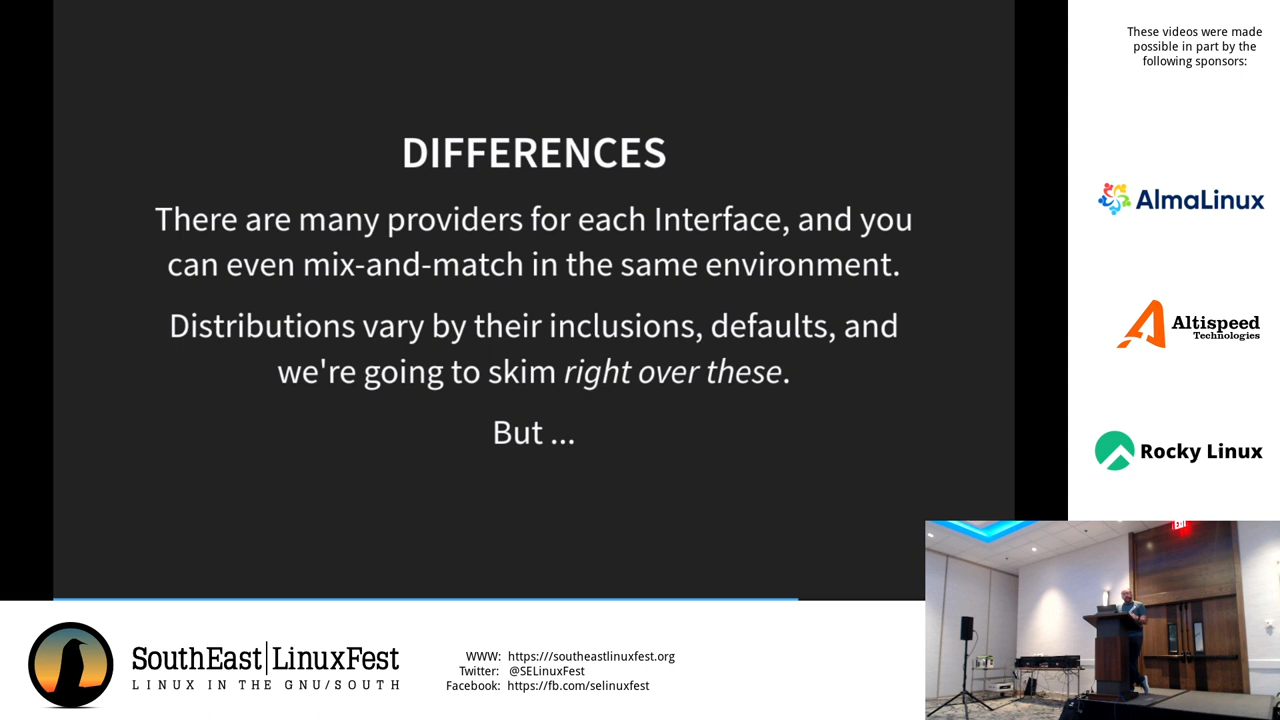 DIFFERENCES
There are many providers for each Interface, and you
can even mix-and-match in the same environment.
Distributions vary by their inclusions, defaults, and
we're going to skim right over these.
But ...
These videos were made
possible in part by the
following sponsors:
AlmaLinux
Altispeed
Technologies
Rocky Linux
EXIT
SouthEast LinuxFest
LINUX IN THE GNU/SOUTH
WWW: https://southeastlinuxfest.org
Twitter: @SELinuxFest
Facebook: https://fb.com/selinuxfest